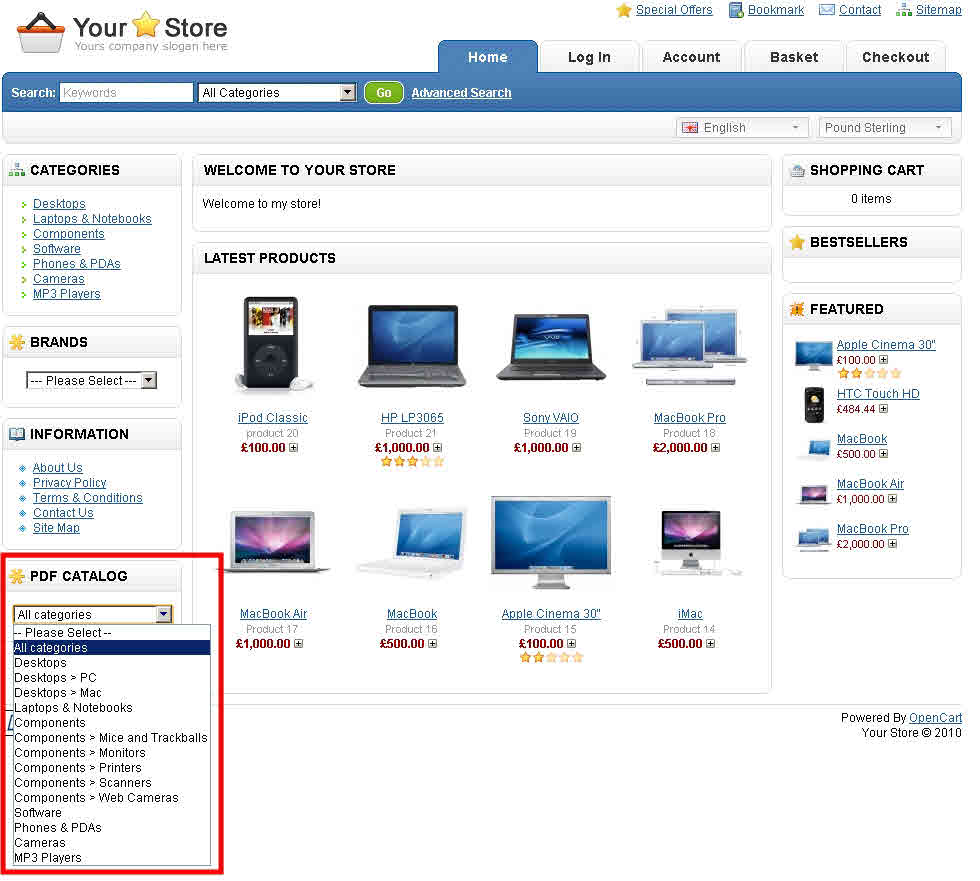 Special Offers Bookmark Contact Sitemap
Your Store
Yours company slogan here
Home Log In Account Basket Checkout
Search: Keywords All Categories Go Advanced Search
English Pound Sterling
CATEGORIES
Desktops
Laptops & Notebooks
Components
Software
Phones & PDAs
Cameras
MP3 Players
BRANDS
--- Please Select ---
INFORMATION
About Us
Privacy Policy
Terms & Conditions
Contact Us
Site Map
PDF CATALOG
All categories
-- Please Select --
All categories
Desktops
Desktops > PC
Desktops > Mac
Laptops & Notebooks
Components
Components > Mice and Trackballs
Components > Monitors
Components > Printers
Components > Scanners
Components > Web Cameras
Software
Phones & PDAs
Cameras
MP3 Players
WELCOME TO YOUR STORE
Welcome to my store!
LATEST PRODUCTS
iPod Classic HP LP3065 Sony VAIO MacBook Pro
product 20 Product 21 Product 19 Product 18
£100.00 £1,000.00 £1,000.00 £2,000.00
MacBook Air MacBook Apple Cinema 30" iMac
Product 17 Product 16 Product 15 Product 14
£1,000.00 £500.00 £100.00 £500.00
SHOPPING CART
0 items
BESTSELLERS
FEATURED
Apple Cinema 30"
£100.00
HTC Touch HD
£484.44
MacBook
£500.00
MacBook Air
£1,000.00
MacBook Pro
£2,000.00
Powered By OpenCart
Your Store © 2010